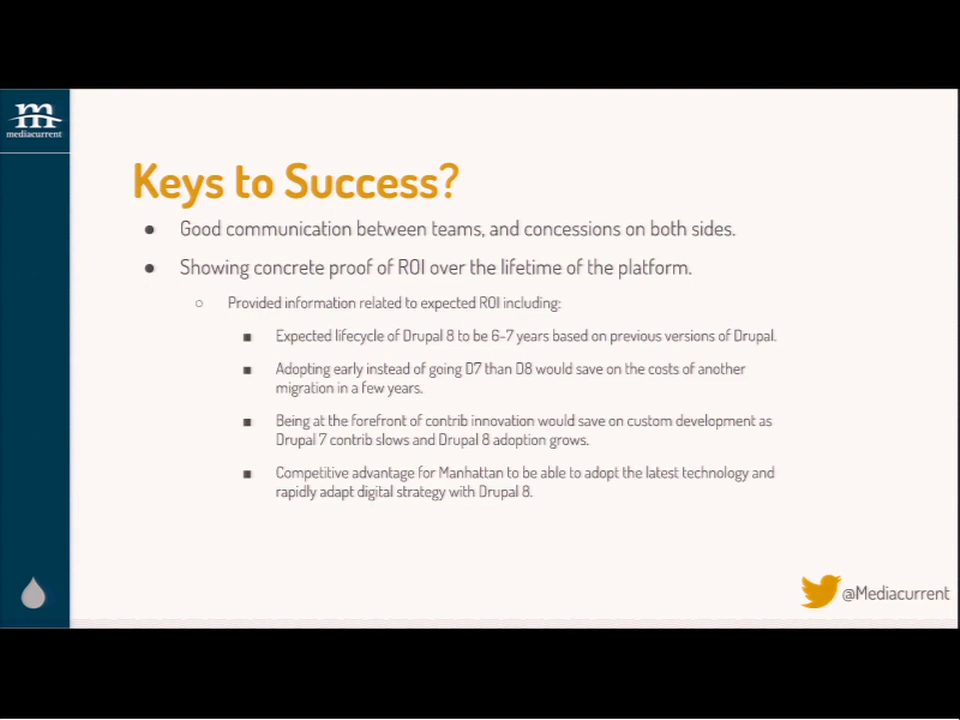 m
mediacurrent
Keys to Success?
● Good communication between teams, and concessions on both sides.
● Showing concrete proof of ROI over the lifetime of the platform.
○ Provided information related to expected ROI including:
■ Expected lifecycle of Drupal 8 to be 6-7 years based on previous versions of Drupal.
■ Adopting early instead of going D7 than D8 would save on the costs of another
migration in a few years.
■ Being at the forefront of contrib innovation would save on custom development as
Drupal 7 contrib slows and Drupal 8 adoption grows.
■ Competitive advantage for Manhattan to be able to adopt the latest technology and
rapidly adapt digital strategy with Drupal 8.
@Mediacurrent